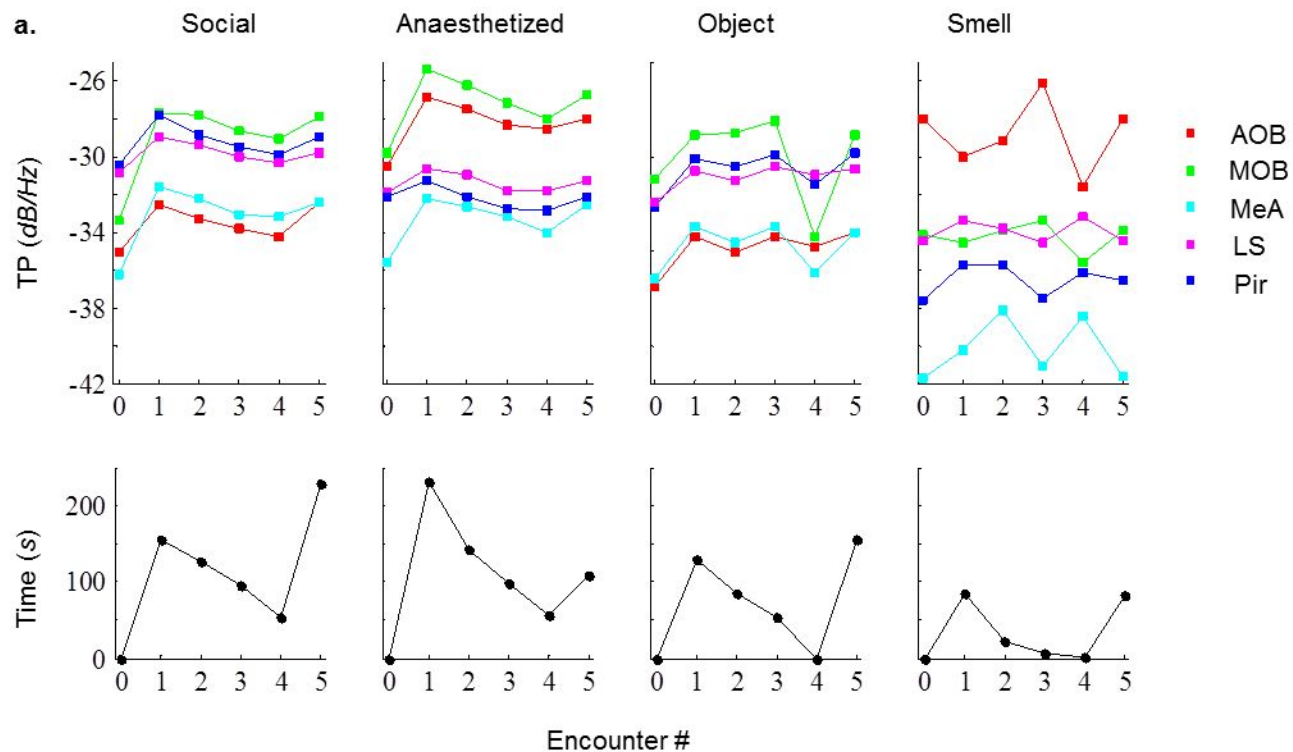 a.
Social Anaesthetized Object Smell
TP (dB/Hz)
-26
-30
-34
-38
-42
0 1 2 3 4 5 0 1 2 3 4 5 0 1 2 3 4 5 0 1 2 3 4 5
AOB
MOB
MeA
LS
Pir
Time (s)
200
100
0
0 1 2 3 4 5 0 1 2 3 4 5 0 1 2 3 4 5 0 1 2 3 4 5
Encounter #